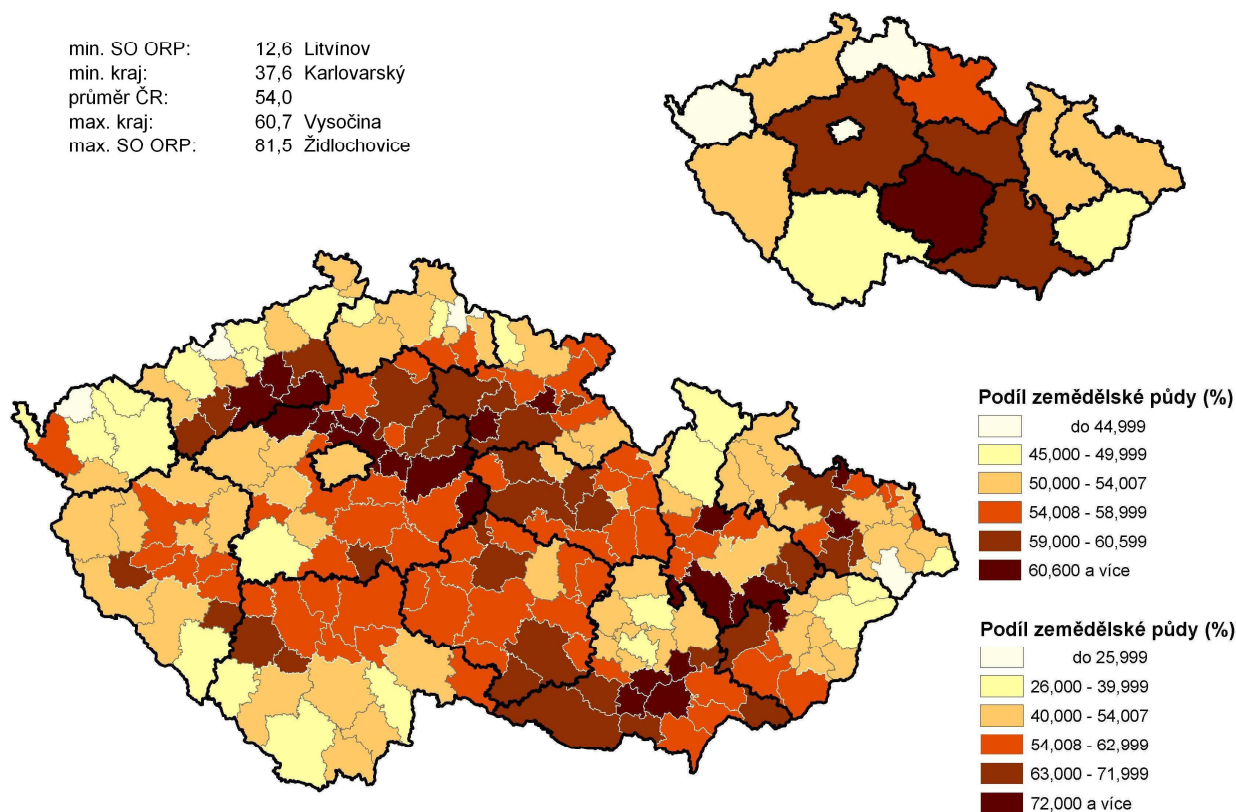 min. SO ORP: 12,6 Litvínov
min. kraj: 37,6 Karlovarský
průměr ČR: 54,0
max. kraj: 60,7 Vysočina
max. SO ORP: 81,5 Židlochovice
Podíl zemědělské půdy (%)
do 44,999
45,000 - 49,999
50,000 - 54,007
54,008 - 58,999
59,000 - 60,599
60,600 a více
Podíl zemědělské půdy (%)
do 25,999
26,000 - 39,999
40,000 - 54,007
54,008 - 62,999
63,000 - 71,999
72,000 a více